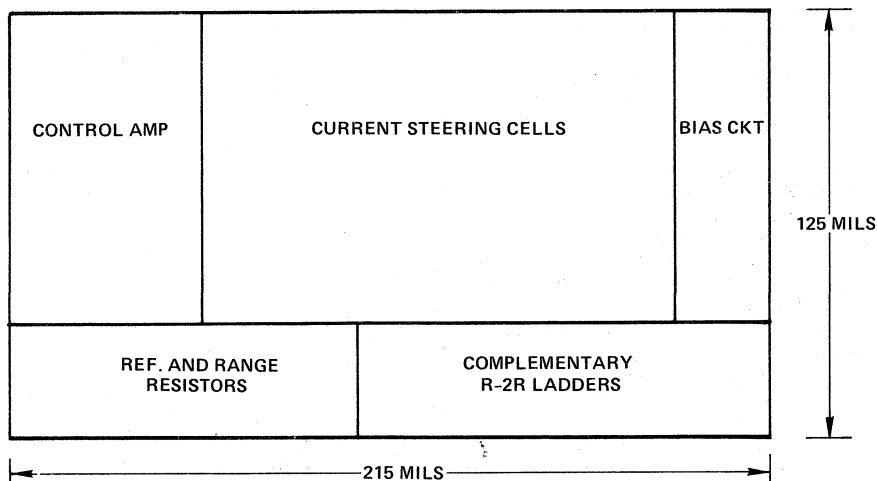 CONTROL AMP
CURRENT STEERING CELLS
BIAS CKT
125 MILS
REF. AND RANGE
RESISTORS
COMPLEMENTARY
R-2R LADDERS
215 MILS